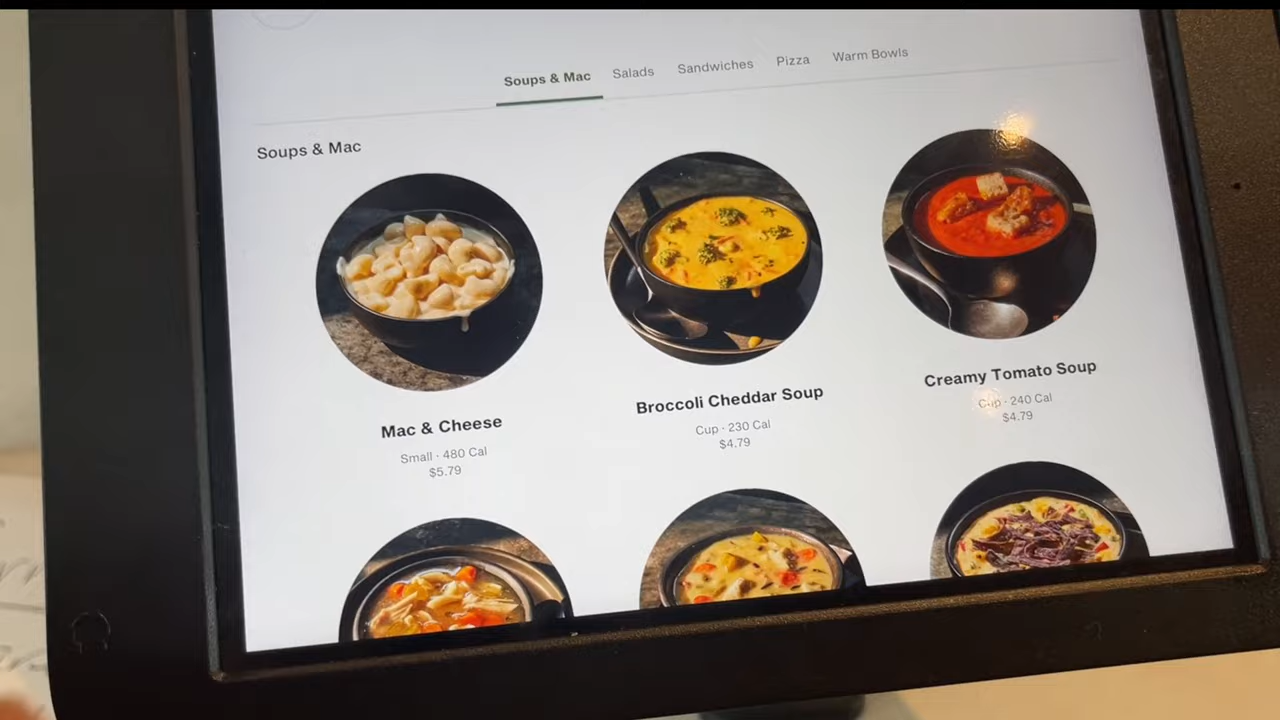 Soups & Mac Salads Sandwiches Pizza Warm Bowls
Soups & Mac
Mac & Cheese
Small · 480 Cal
$5.79
Broccoli Cheddar Soup
Cup · 230 Cal
$4.79
Creamy Tomato Soup
Cup · 240 Cal
$4.79